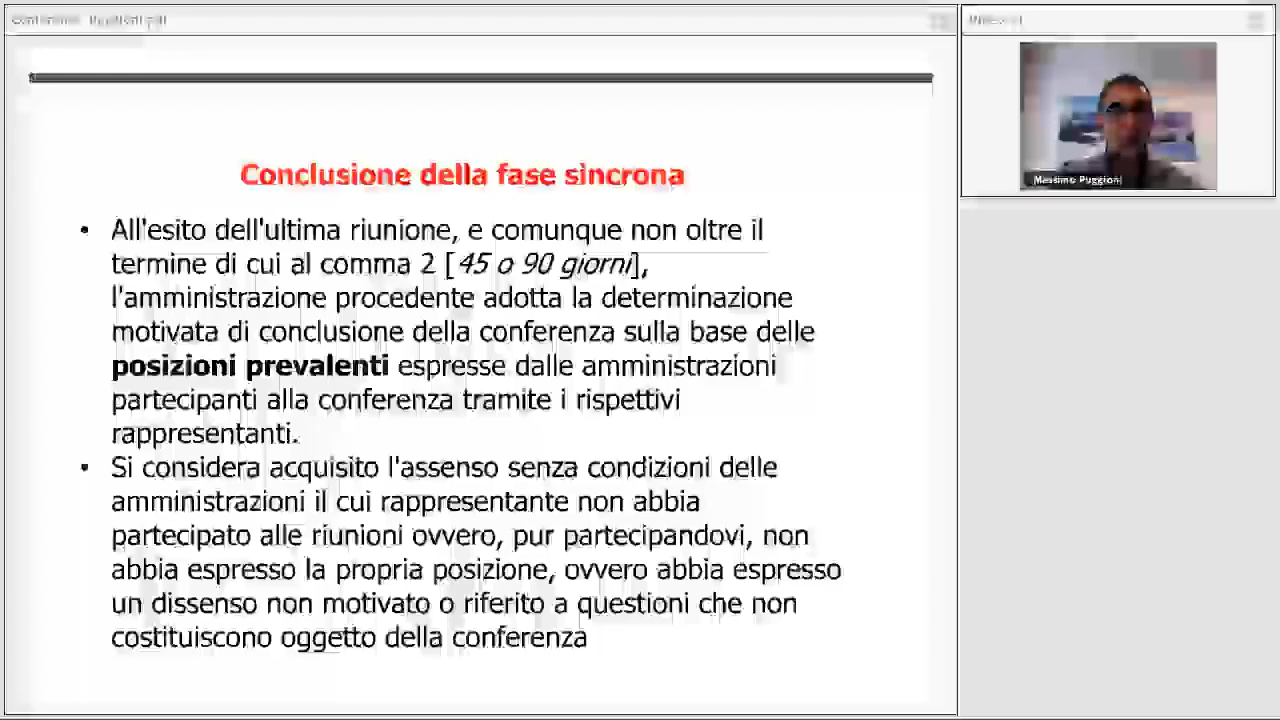 Conclusione della fase sincrona
• All'esito dell'ultima riunione, e comunque non oltre il
termine di cui al comma 2 [45 o 90 giorni],
l'amministrazione procedente adotta la determinazione
motivata di conclusione della conferenza sulla base delle
posizioni prevalenti espresse dalle amministrazioni
partecipanti alla conferenza tramite i rispettivi
rappresentanti.
• Si considera acquisito l'assenso senza condizioni delle
amministrazioni il cui rappresentante non abbia
partecipato alle riunioni ovvero, pur partecipandovi, non
abbia espresso la propria posizione, ovvero abbia espresso
un dissenso non motivato o riferito a questioni che non
costituiscono oggetto della conferenza
Massimo Puggioni